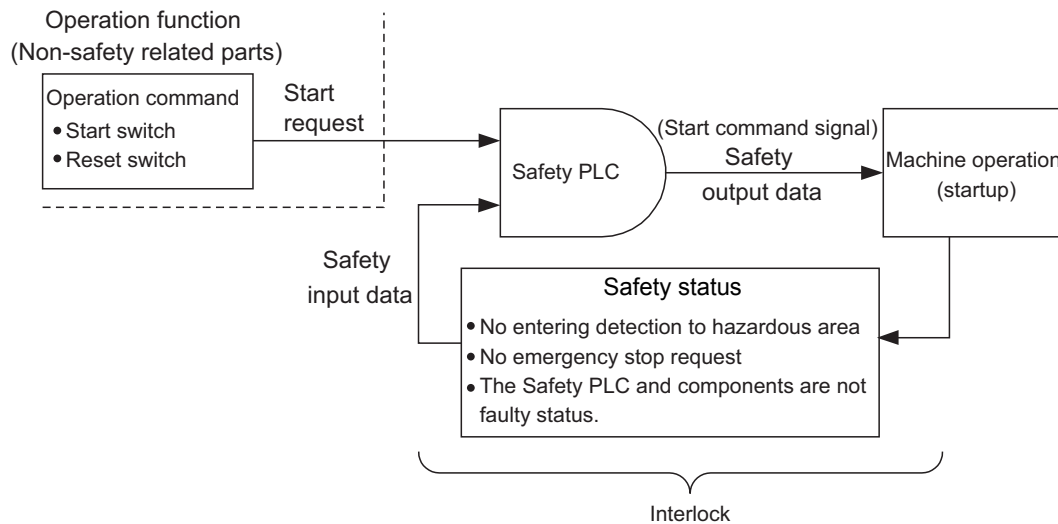 Operation function
(Non-safety related parts)
Operation command
• Start switch
• Reset switch
Start
request
Safety PLC
(Start command signal)
Safety
output data
Machine operation
(startup)
Safety
input data
Safety status
• No entering detection to hazardous area
• No emergency stop request
• The Safety PLC and components are not
faulty status.
Interlock